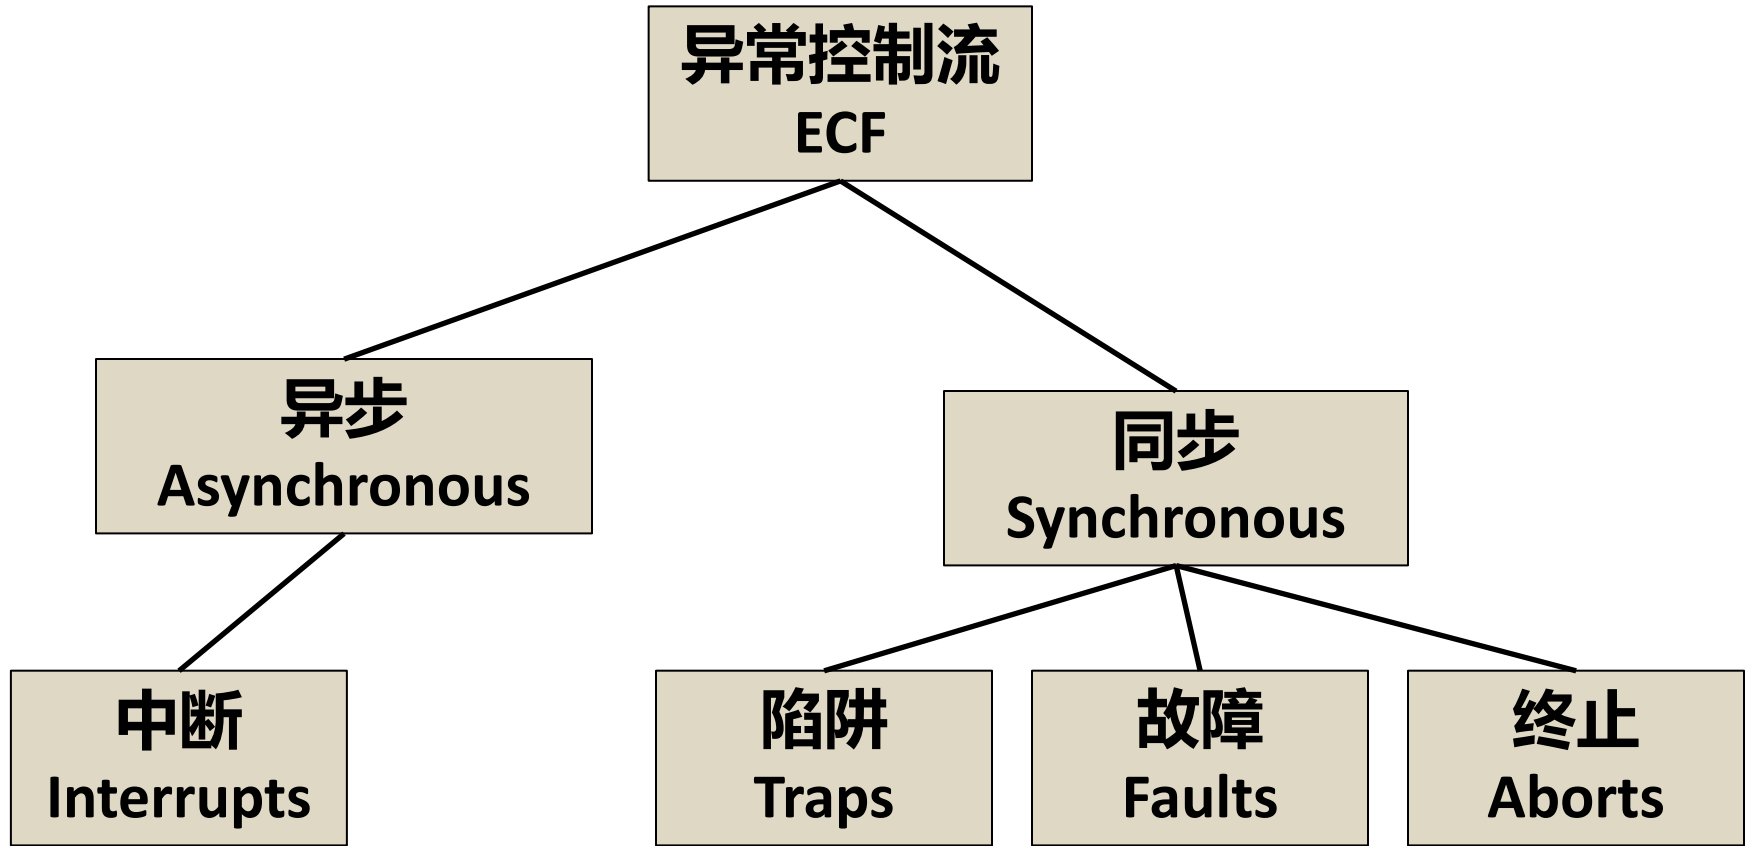 异常控制流
ECF
异步
Asynchronous
同步
Synchronous
中断
Interrupts
陷阱
Traps
故障
Faults
终止
Aborts